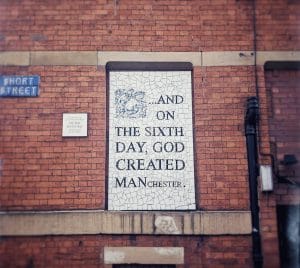 SHORT
STREET
...AND
ON
THE SIXTH
DAY, GOD
CREATED
MANCHESTER.